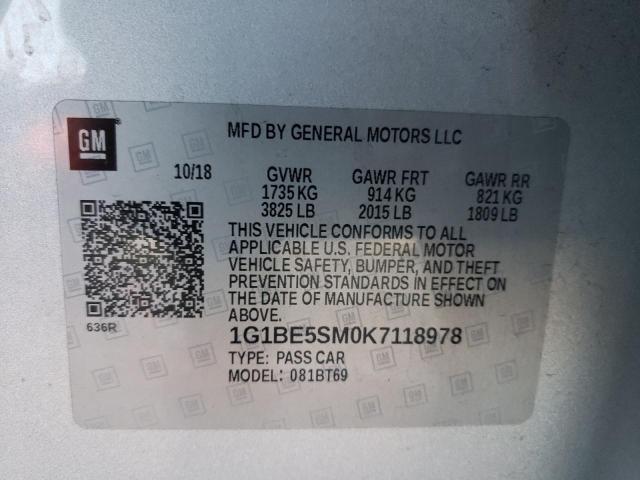 GM
MFD BY GENERAL MOTORS LLC
10/18 GVWR GAWR FRT GAWR RR
1735 KG 914 KG 821 KG
3825 LB 2015 LB 1809 LB
THIS VEHICLE CONFORMS TO ALL
APPLICABLE U.S. FEDERAL MOTOR
VEHICLE SAFETY, BUMPER, AND THEFT
PREVENTION STANDARDS IN EFFECT ON
THE DATE OF MANUFACTURE SHOWN
ABOVE.
636R
1G1BE5SM0K7118978
TYPE: PASS CAR
MODEL: 081BT69